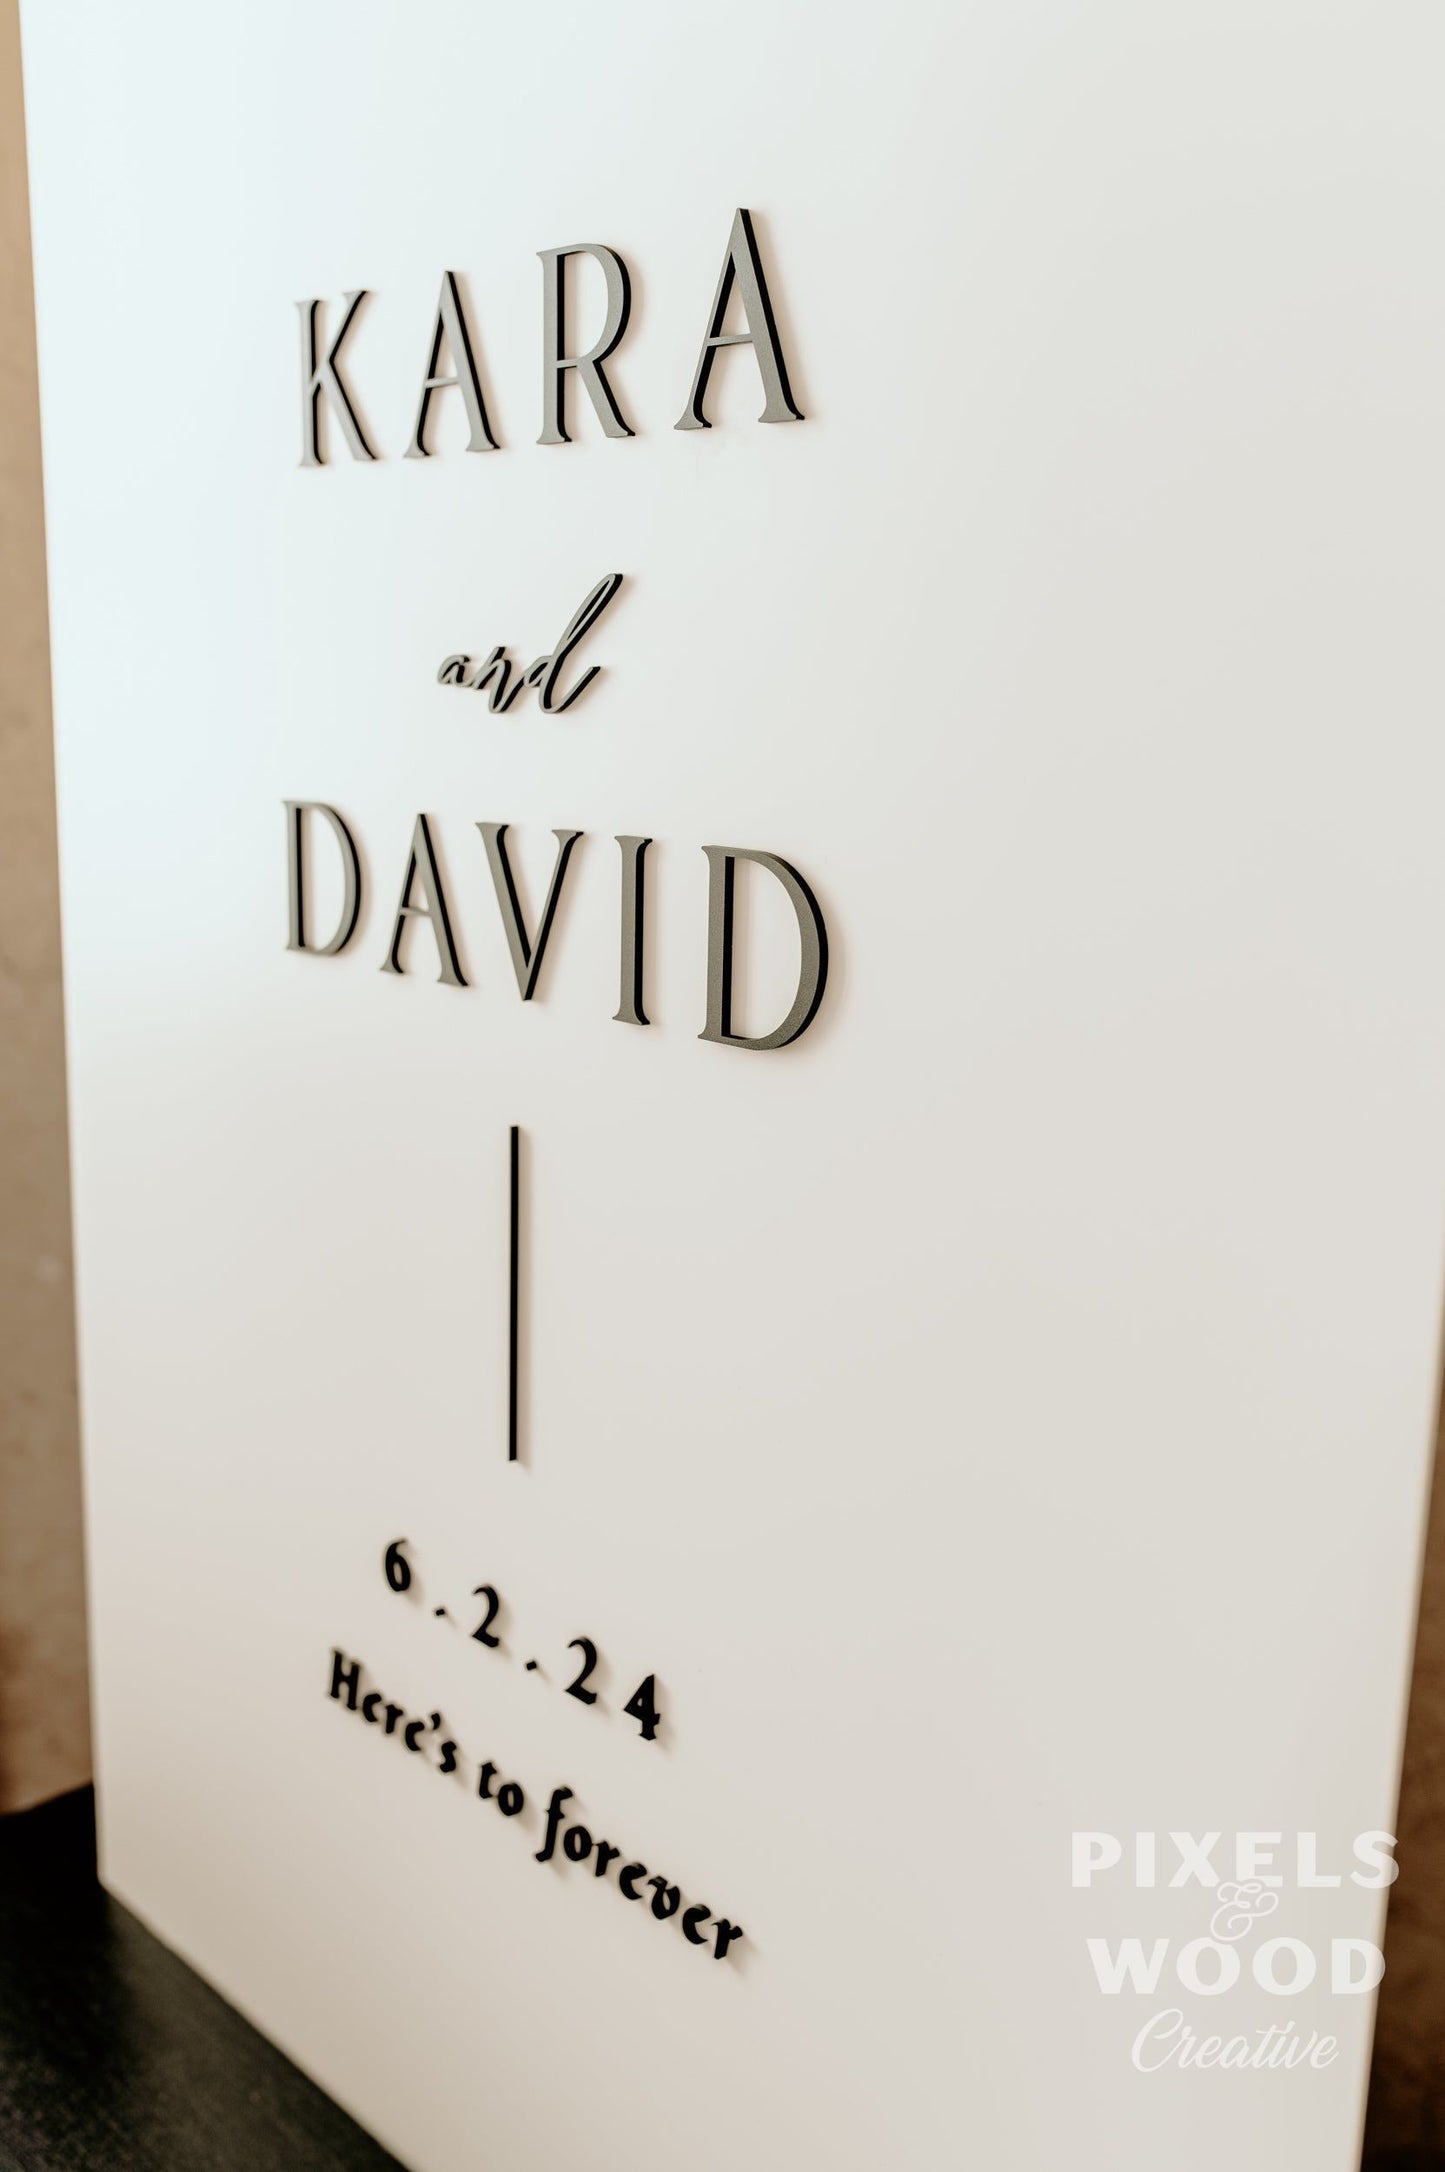 KARA
and
DAVID
6.2.24
Here's to forever
PIXELS
&
WOOD
Creative